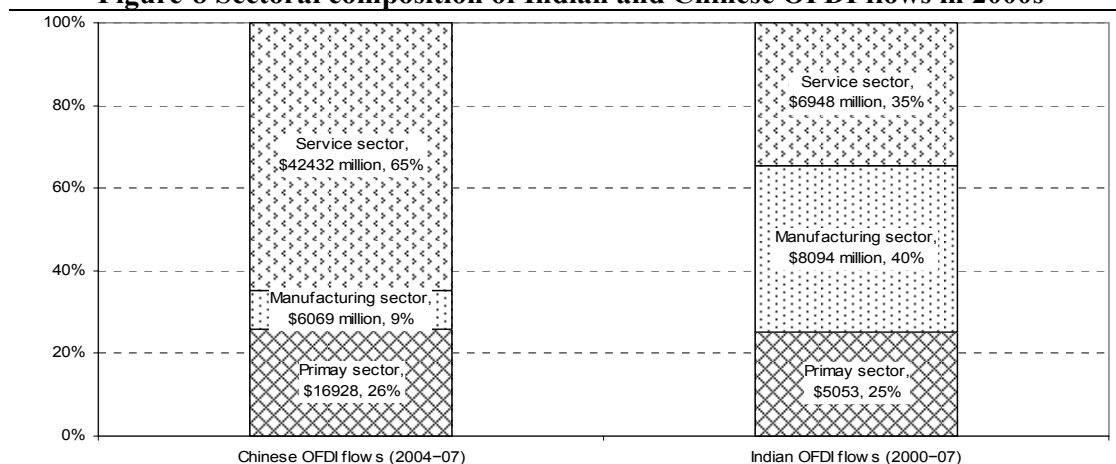 Figure 8 Sectoral composition of Indian and Chinese OFDI flows in 2000s
100%
80%
60%
40%
20%
0%
Service sector,
$42432 million, 65%
Manufacturing sector,
$6069 million, 9%
Primay sector,
$16928, 26%
Service sector,
$6948 million, 35%
Manufacturing sector,
$8094 million, 40%
Primay sector,
$5053, 25%
Chinese OFDI flows (2004-07)
Indian OFDI flows (2000-07)